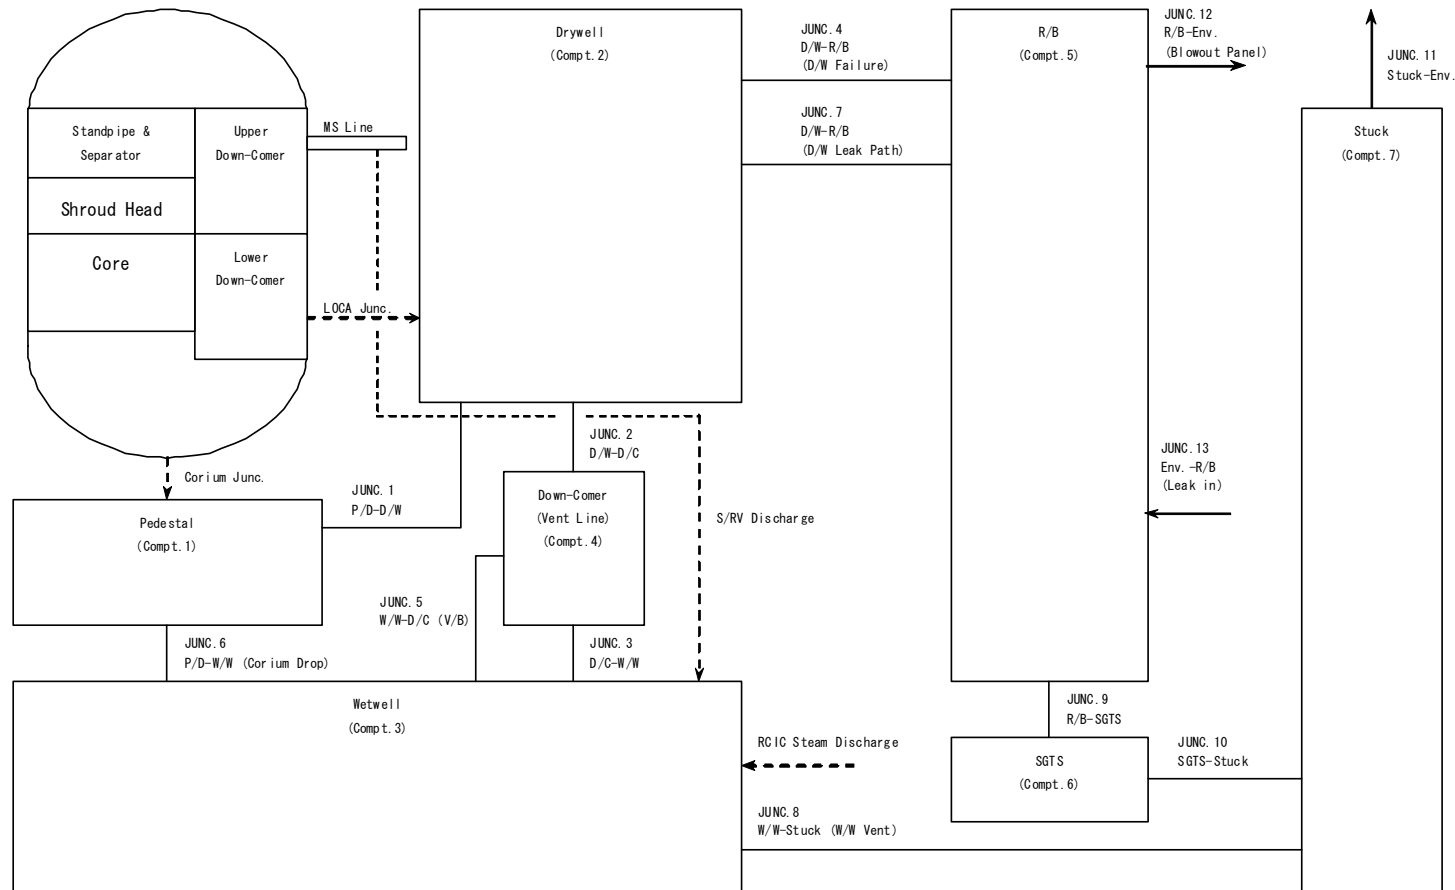 Drywell
(Compt.2)
JUNC.4
D/W-R/B
(D/W Failure)
R/B
(Compt.5)
JUNC.12
R/B-Env.
(Blowout Panel)
JUNC.11
Stuck-Env.
Standpipe &
Separator
Upper
Down-Comer
MS Line
JUNC.7
D/W-R/B
(D/W Leak Path)
Stuck
(Compt.7)
Shroud Head
Core
Lower
Down-Comer
LOCA Junc.
JUNC.2
D/W-D/C
JUNC.13
Env.-R/B
(Leak in)
Corium Junc.
JUNC.1
P/D-D/W
Pedestal
(Compt.1)
Down-Comer
(Vent Line)
(Compt.4)
S/RV Discharge
JUNC.5
W/W-D/C (V/B)
JUNC.6
P/D-W/W (Corium Drop)
JUNC.3
D/C-W/W
Wetwell
(Compt.3)
JUNC.9
R/B-SGTS
RCIC Steam Discharge
SGTS
(Compt.6)
JUNC.10
SGTS-Stuck
JUNC.8
W/W-Stuck (W/W Vent)